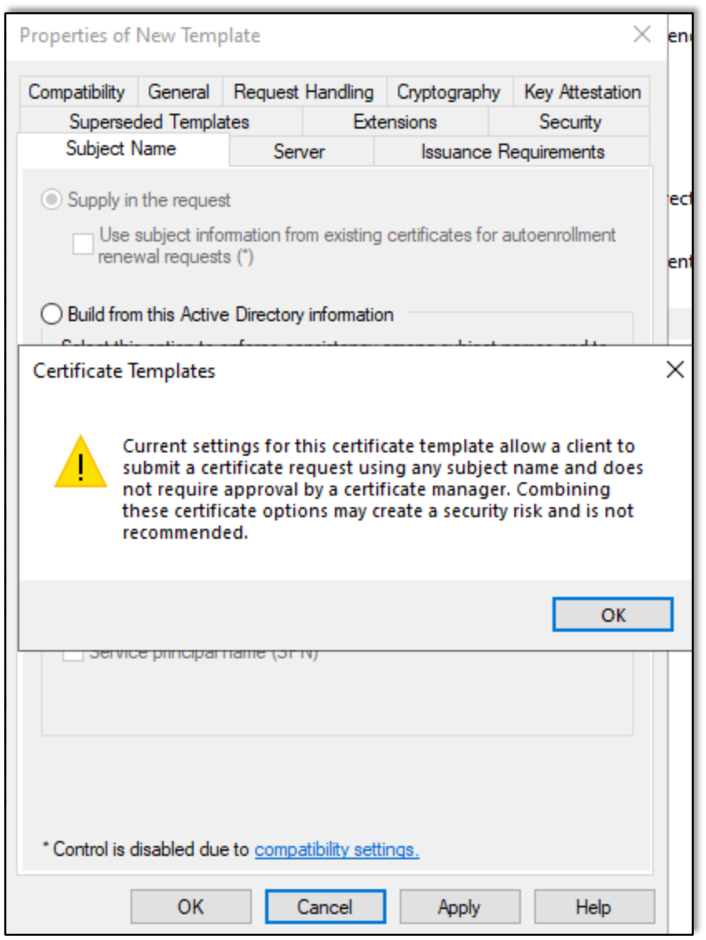 Properties of New Template
en
Compatibility General Request Handling Cryptography Key Attestation
Superseded Templates Extensions Security
Subject Name Server Issuance Requirements
Supply in the request
Use subject information from existing certificates for autoenrollment
renewal requests (*)
Build from this Active Directory information
Certificate Templates
Current settings for this certificate template allow a client to
submit a certificate request using any subject name and does
not require approval by a certificate manager. Combining
these certificate options may create a security risk and is not
recommended.
OK
Service principal name (SPN)
* Control is disabled due to compatibility settings.
OK Cancel Apply Help